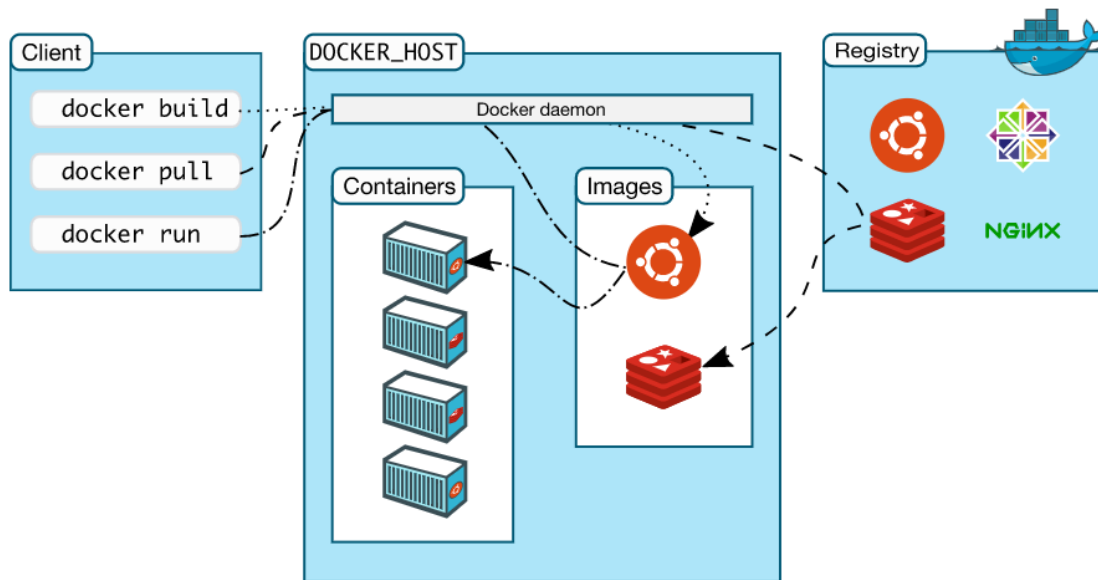 Client
docker build
docker pull
docker run
DOCKER_HOST
Docker daemon
Containers
Images
Registry
NGINX